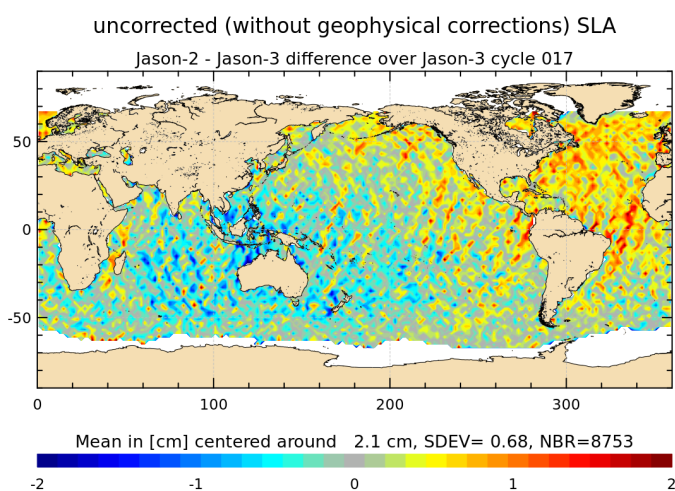 uncorrected (without geophysical corrections) SLA
Jason-2 - Jason-3 difference over Jason-3 cycle 017
50
0
-50
0 100 200 300
Mean in [cm] centered around 2.1 cm, SDEV= 0.68, NBR=8753
-2 -1 0 1 2